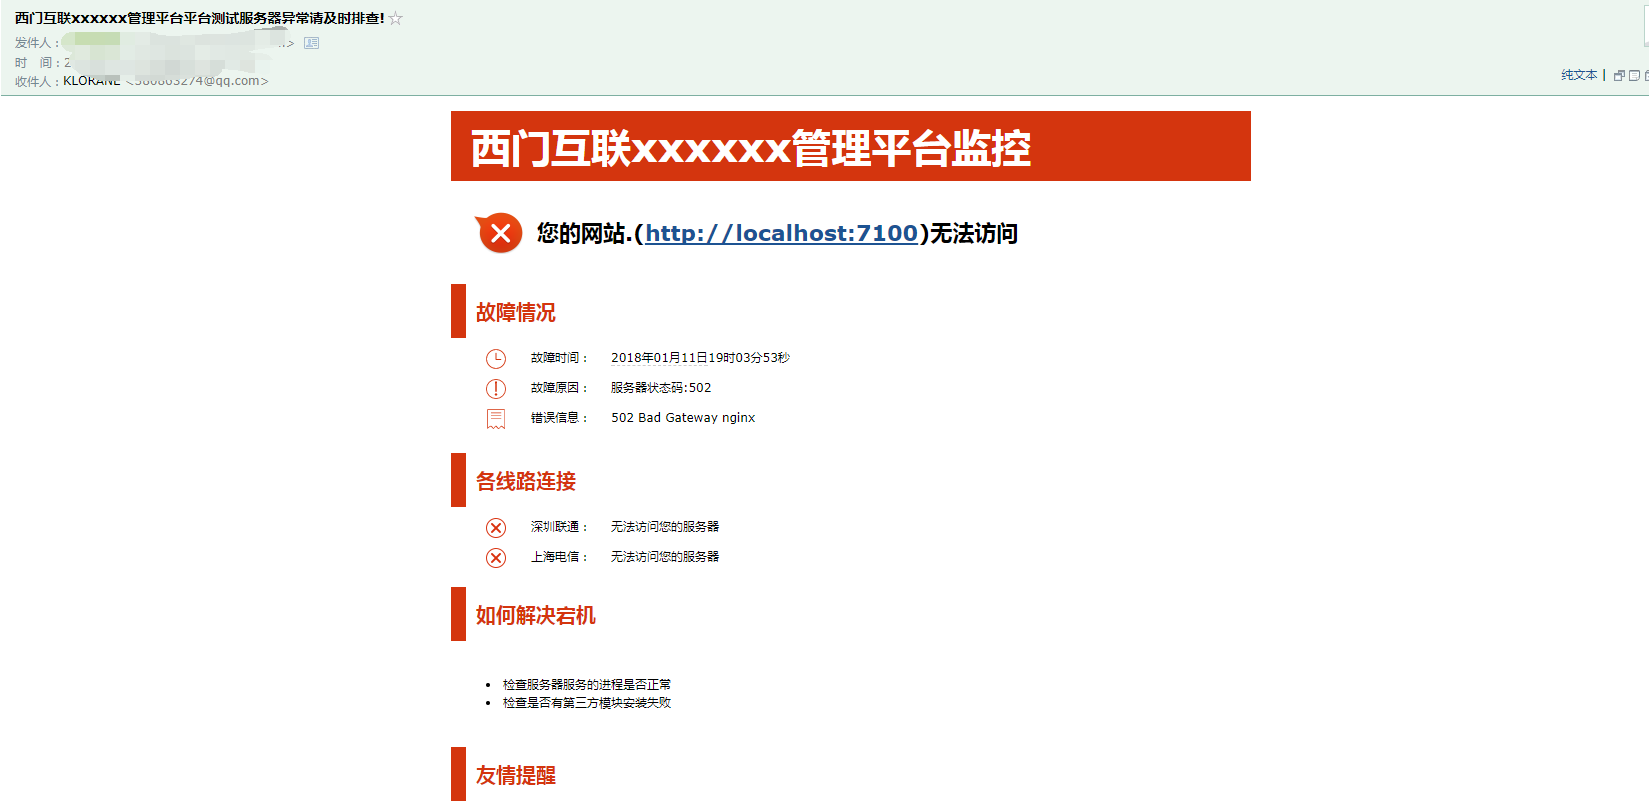 西门互联xxxxxx管理平台平台测试服务器异常请及时排查!
发件人：
时 间：2
收件人：KLORANE <580863274@qq.com>
纯文本 |
西门互联xxxxxx管理平台监控
您的网站.(http://localhost:7100)无法访问
故障情况
故障时间： 2018年01月11日19时03分53秒
故障原因： 服务器状态码:502
错误信息： 502 Bad Gateway nginx
各线路连接
深圳联通： 无法访问您的服务器
上海电信： 无法访问您的服务器
如何解决宕机
• 检查服务器服务的进程是否正常
• 检查是否有第三方模块安装失败
友情提醒